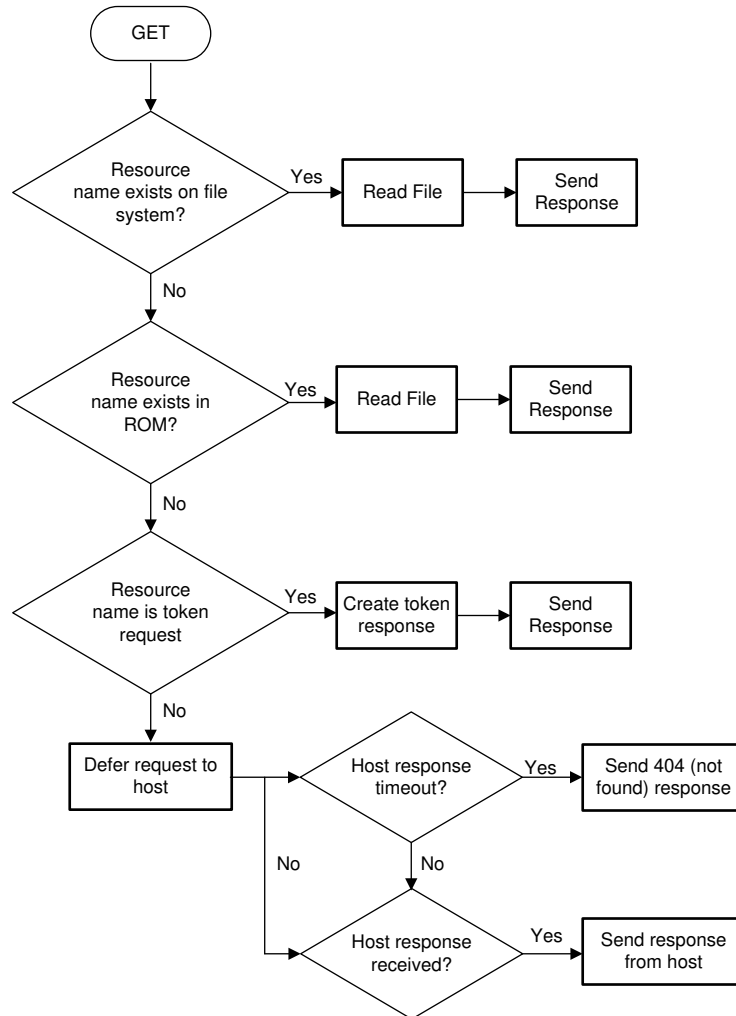 GET
Resource
name exists on file
system?
Yes
Read File
Send
Response
No
Resource
name exists in
ROM?
Yes
Read File
Send
Response
No
Resource
name is token
request
Yes
Create token
response
Send
Response
No
Defer request to
host
Host response
timeout?
Yes
Send 404 (not
found) response
No
No
Host response
received?
Yes
Send response
from host